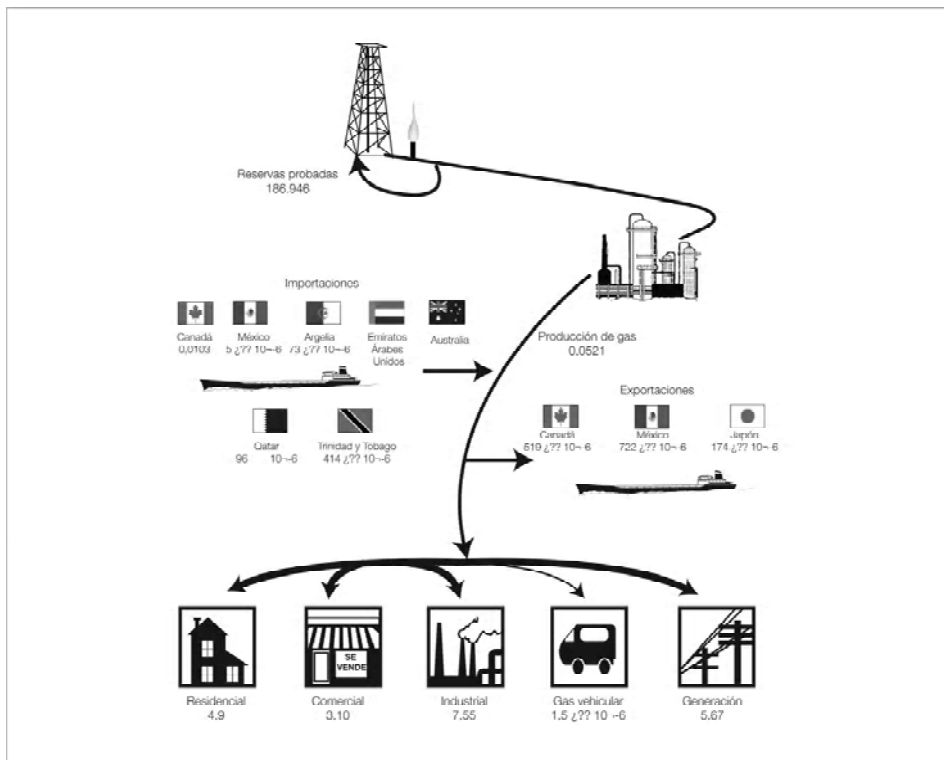 Reservas probadas
186.946
Importaciones
Canadá
0,0103
México
5 ¿?? 10¬-6
Argelia
73 ¿?? 10¬-6
Emiratos
Árabes
Unidos
Australia
Producción de gas
0.0521
Qatar
96 10¬-6
Trinidad y Tobago
414 ¿?? 10¬-6
Exportaciones
Canadá
519 ¿?? 10¬-6
México
722 ¿?? 10¬-6
Japón
174 ¿?? 10¬-6
SE
VENDE
Residencial
4.9
Comercial
3.10
Industrial
7.55
Gas vehicular
1.5 ¿?? 10¬-6
Generación
5.67